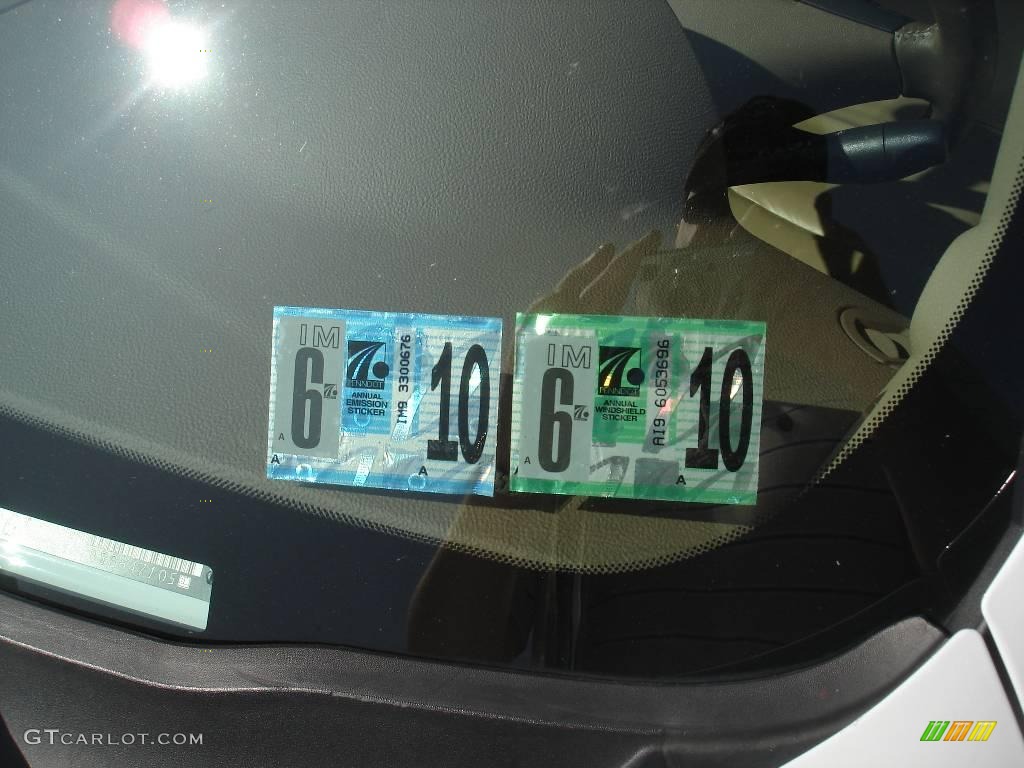 IM
6
PENNDOT
ANNUAL
EMISSION
STICKER
IM9 3300676
10
A
A
A
IM
6
PENNDOT
ANNUAL
WINDSHIELD
STICKER
AI9 6053696
10
A
A
A
GTCARLOT.COM